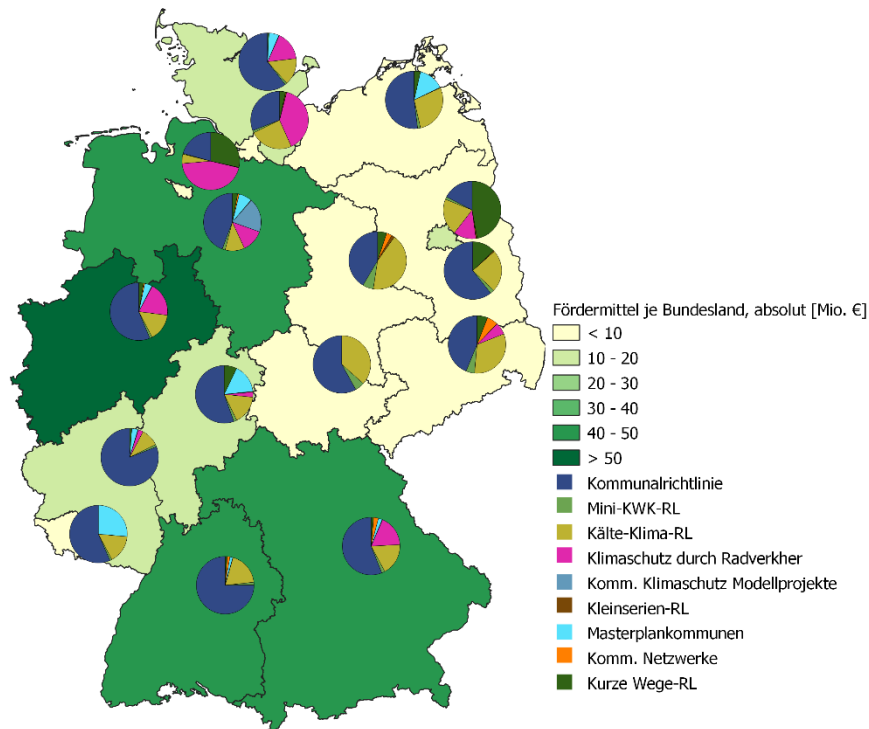 Fördermittel je Bundesland, absolut [Mio. €]
< 10
10 - 20
20 - 30
30 - 40
40 - 50
> 50
Kommunalrichtlinie
Mini-KWK-RL
Kälte-Klima-RL
Klimaschutz durch Radverkher
Komm. Klimaschutz Modellprojekte
Kleinserien-RL
Masterplankommunen
Komm. Netzwerke
Kurze Wege-RL